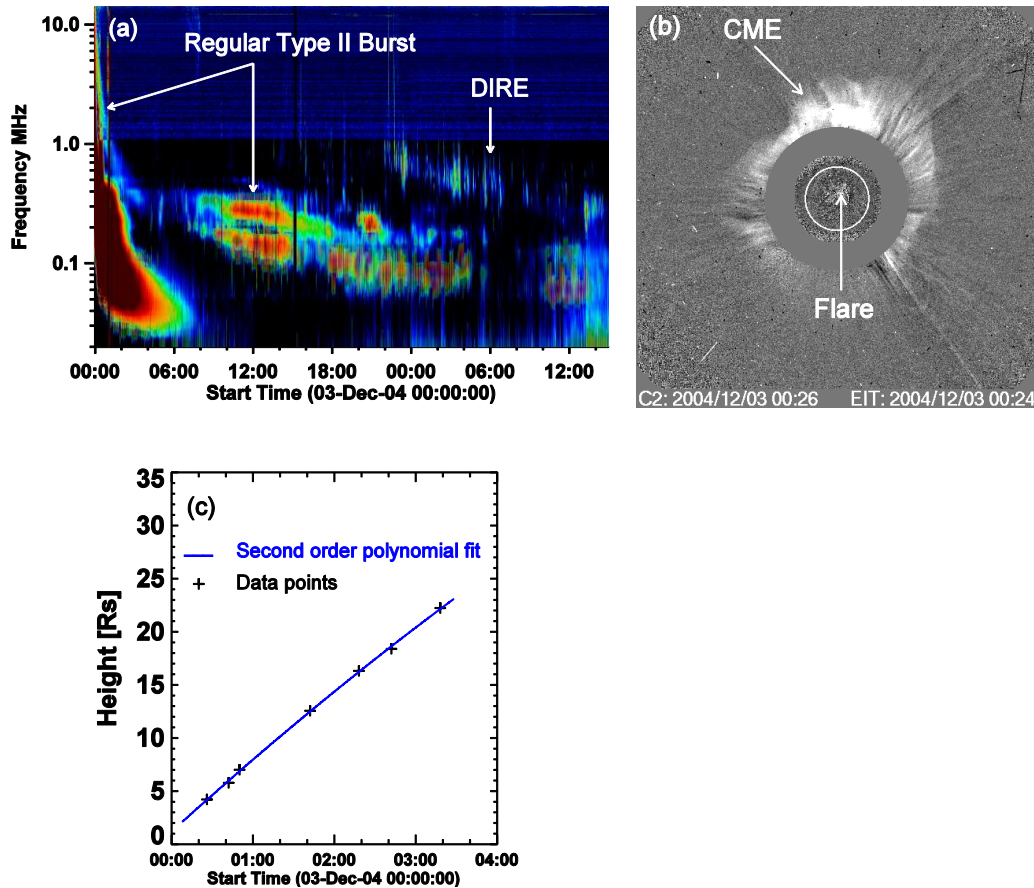 (a)
Regular Type II Burst
DIRE
Frequency MHz
10.0
1.0
0.1
00:00 06:00 12:00 18:00 00:00 06:00 12:00
Start Time (03-Dec-04 00:00:00)
(b)
CME
Flare
C2: 2004/12/03 00:26 EIT: 2004/12/03 00:24
(c)
Second order polynomial fit
Data points
Height [Rs]
35
30
25
20
15
10
5
0
00:00 01:00 02:00 03:00 04:00
Start Time (03-Dec-04 00:00:00)